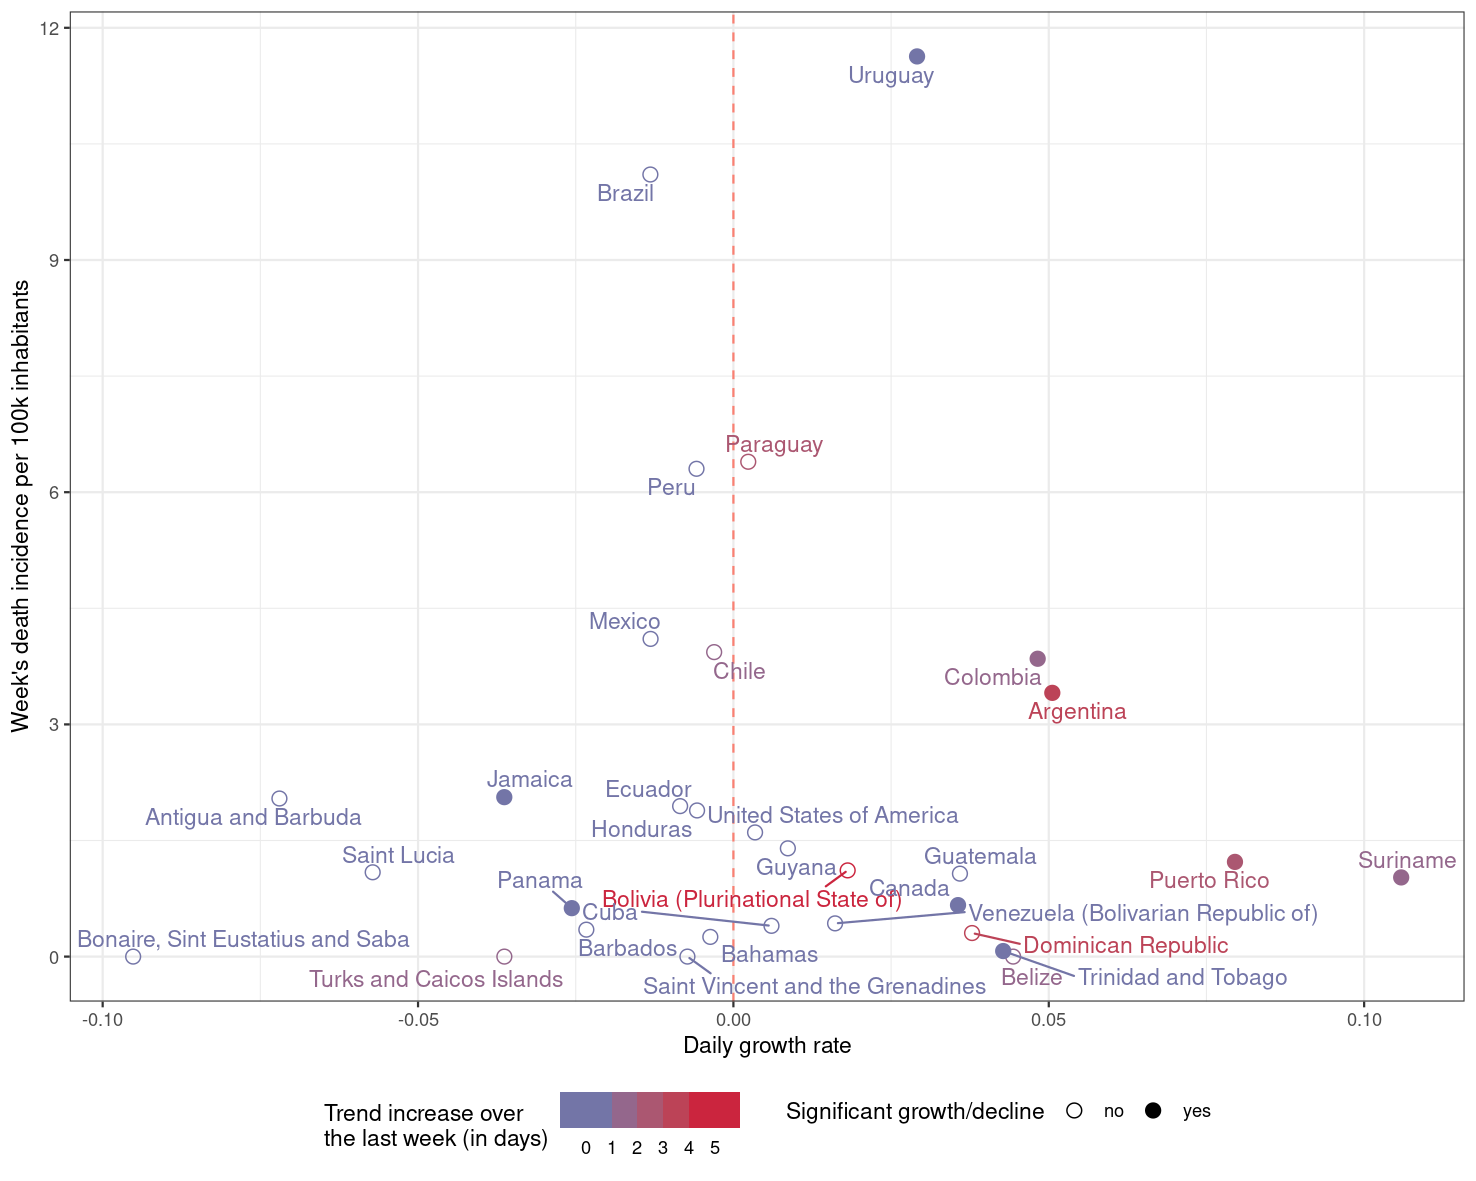 12
Uruguay
Brazil
9
Paraguay
Peru
6
Mexico
Chile
Colombia
Argentina
3
Jamaica
Ecuador
Antigua and Barbuda
United States of America
Honduras
Saint Lucia
Guatemala
Suriname
Guyana
Panama
Puerto Rico
Canada
Bolivia (Plurinational State of)
Cuba
Venezuela (Bolivarian Republic of)
Bonaire, Sint Eustatius and Saba
Dominican Republic
Barbados
Bahamas
0
Turks and Caicos Islands
Belize
Trinidad and Tobago
Saint Vincent and the Grenadines
Week's death incidence per 100k inhabitants
-0.10 -0.05 0.00 0.05 0.10
Daily growth rate
Trend increase over
the last week (in days)
0 1 2 3 4 5
Significant growth/decline no yes